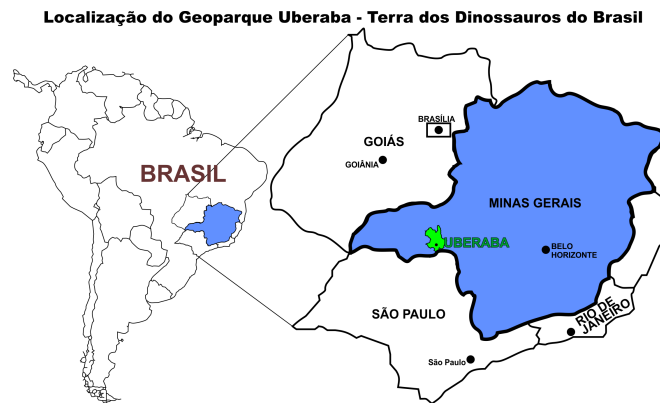 Localização do Geoparque Uberaba - Terra dos Dinossauros do Brasil
BRASIL
BRASÍLIA
GOIÁS
GOIÂNIA
MINAS GERAIS
UBERABA
BELO
HORIZONTE
SÃO PAULO
RIO DE
JANEIRO
São Paulo